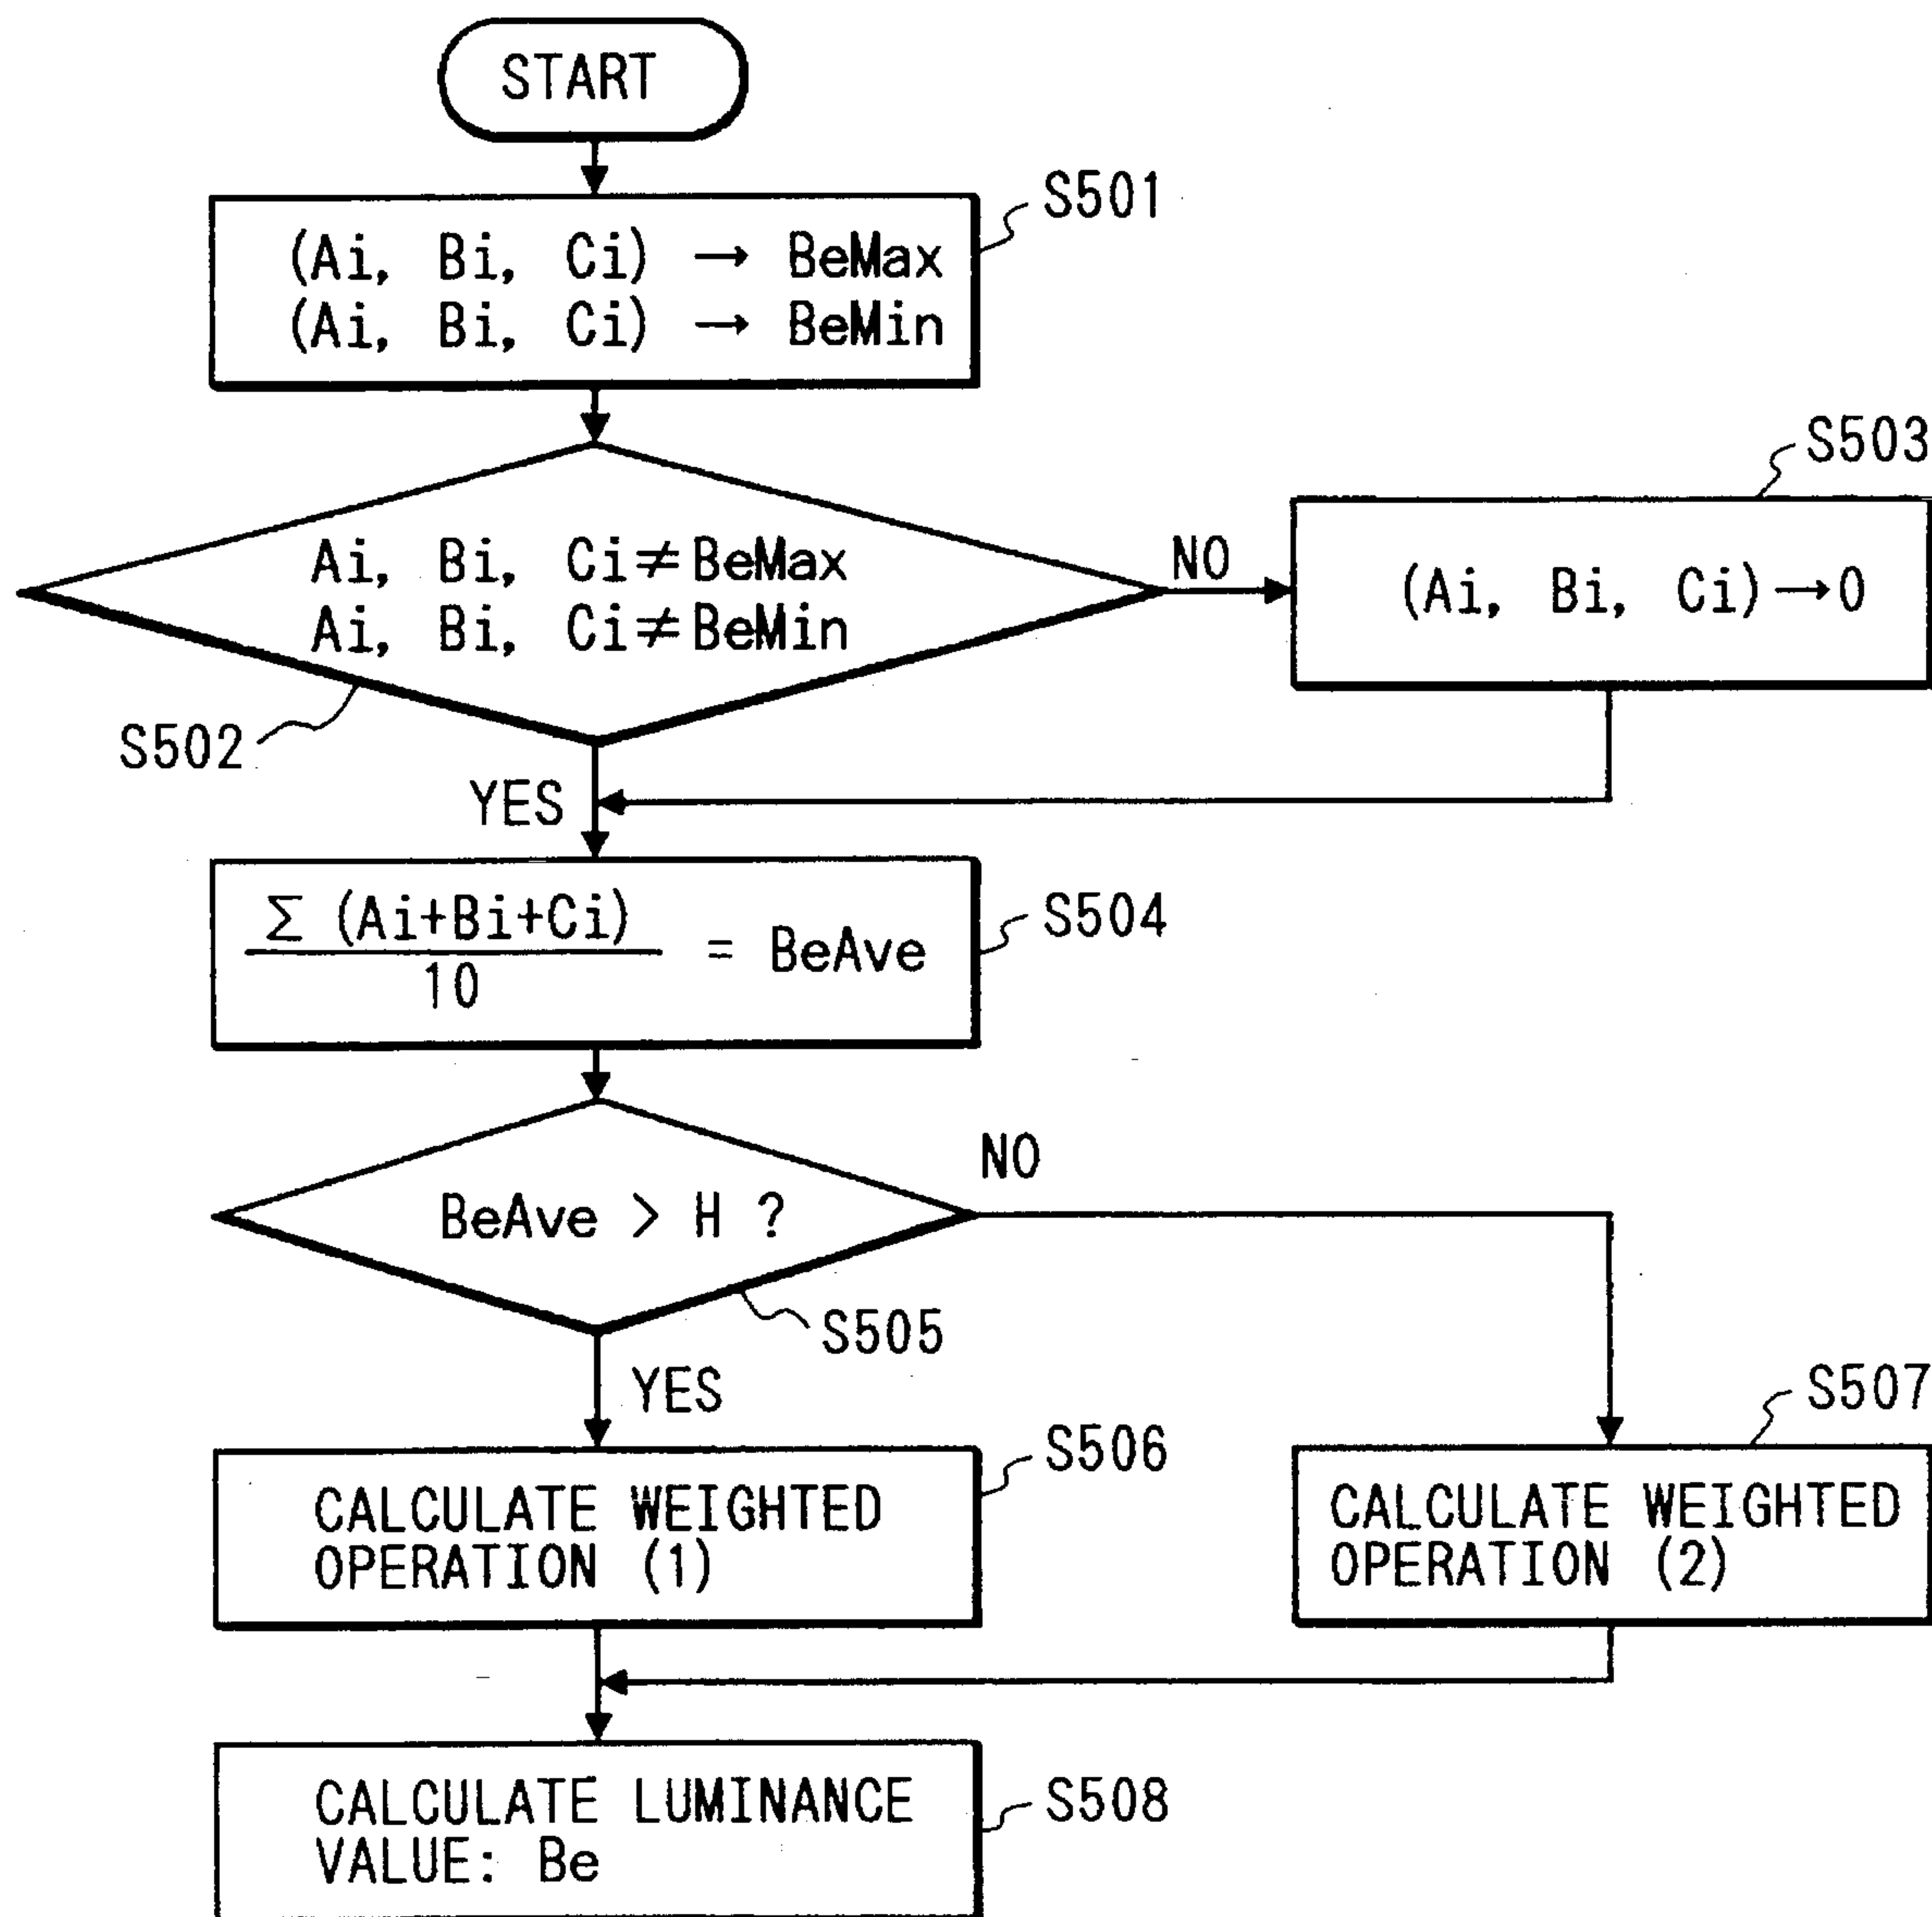 START
S501
(Ai, Bi, Ci) → BeMax
(Ai, Bi, Ci) → BeMin
S503
Ai, Bi, Ci≠BeMax
Ai, Bi, Ci≠BeMin
NO
(Ai, Bi, Ci)→0
S502
YES
Σ (Ai+Bi+Ci)
10
= BeAve
S504
BeAve > H ?
NO
S505
YES
S506
S507
CALCULATE WEIGHTED
OPERATION (1)
CALCULATE WEIGHTED
OPERATION (2)
CALCULATE LUMINANCE
VALUE: Be
S508